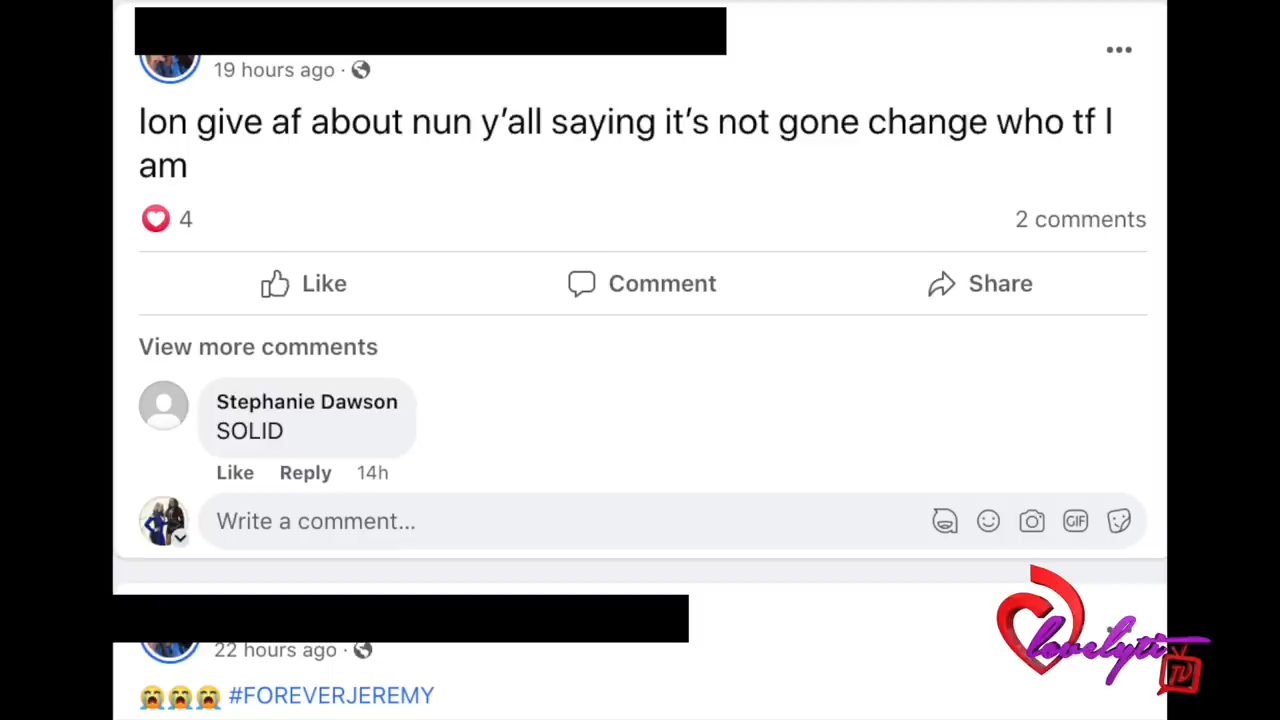 19 hours ago ·
Ion give af about nun y'all saying it's not gone change who tf I
am
4
2 comments
Like
Comment
Share
View more comments
Stephanie Dawson
SOLID
Like Reply 14h
Write a comment...
GIF
22 hours ago ·
#FOREVERJEREMY
lovelyti
TV